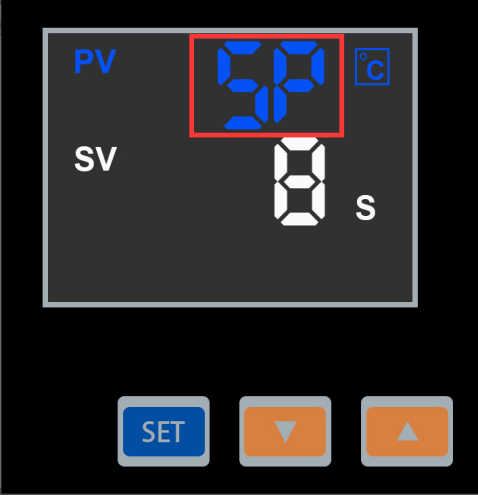 PV SP °C
SV 8 S
SET ▼ ▲